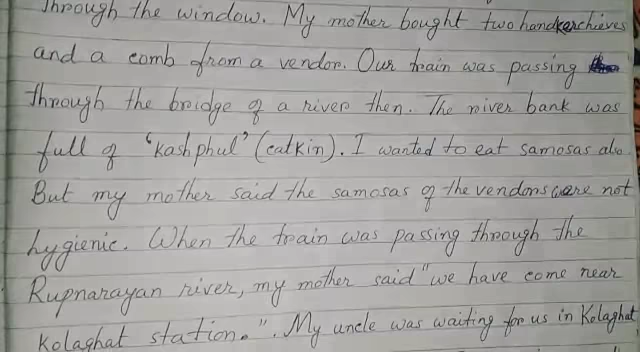 through the window. My mother bought two handkerchieves
and a comb from a vendor. Our train was passing
through the bridge of a river then. The river bank was
full of 'kash phul' (catkin). I wanted to eat samosas also.
But my mother said the samosas of the vendors were not
hygienic. When the train was passing through the
Rupnarayan river, my mother said "we have come near
Kolaghat station.". My uncle was waiting for us in Kolaghat